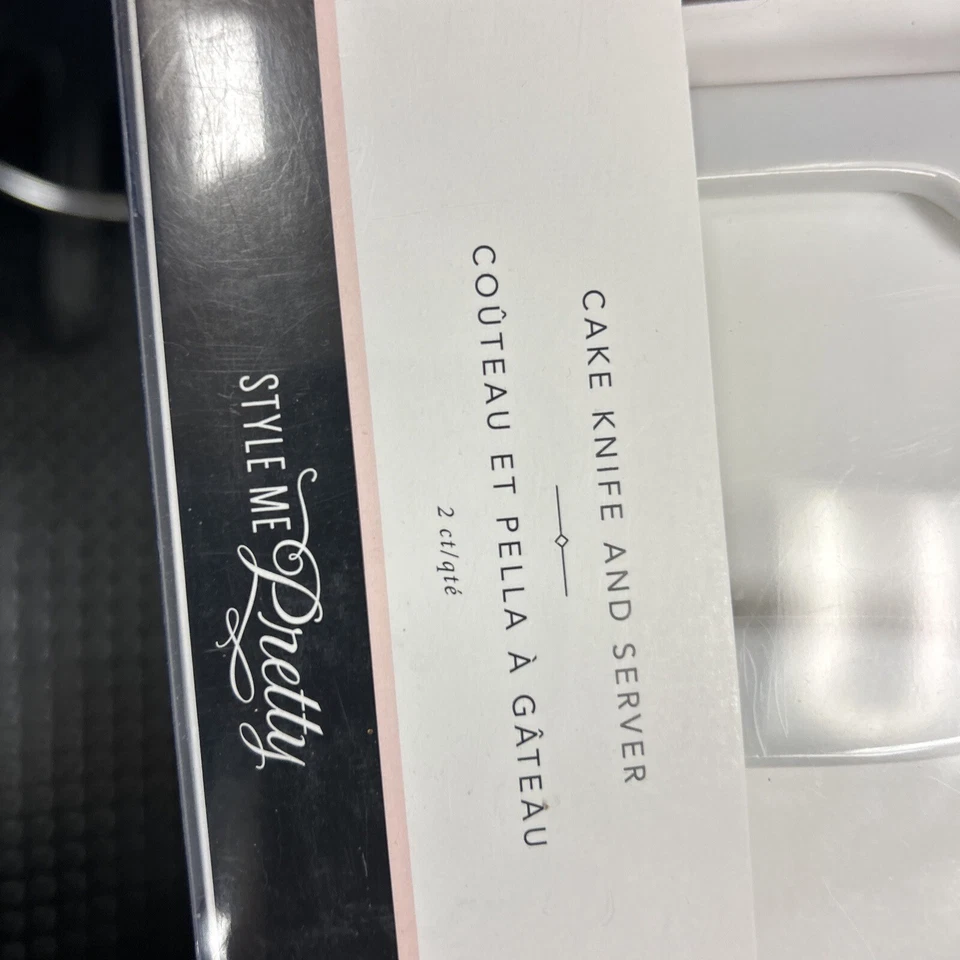 CAKE KNIFE AND SERVER
COÛTEAU ET PELLA À GÂTEAU
2 ct/qté
STYLE ME Pretty